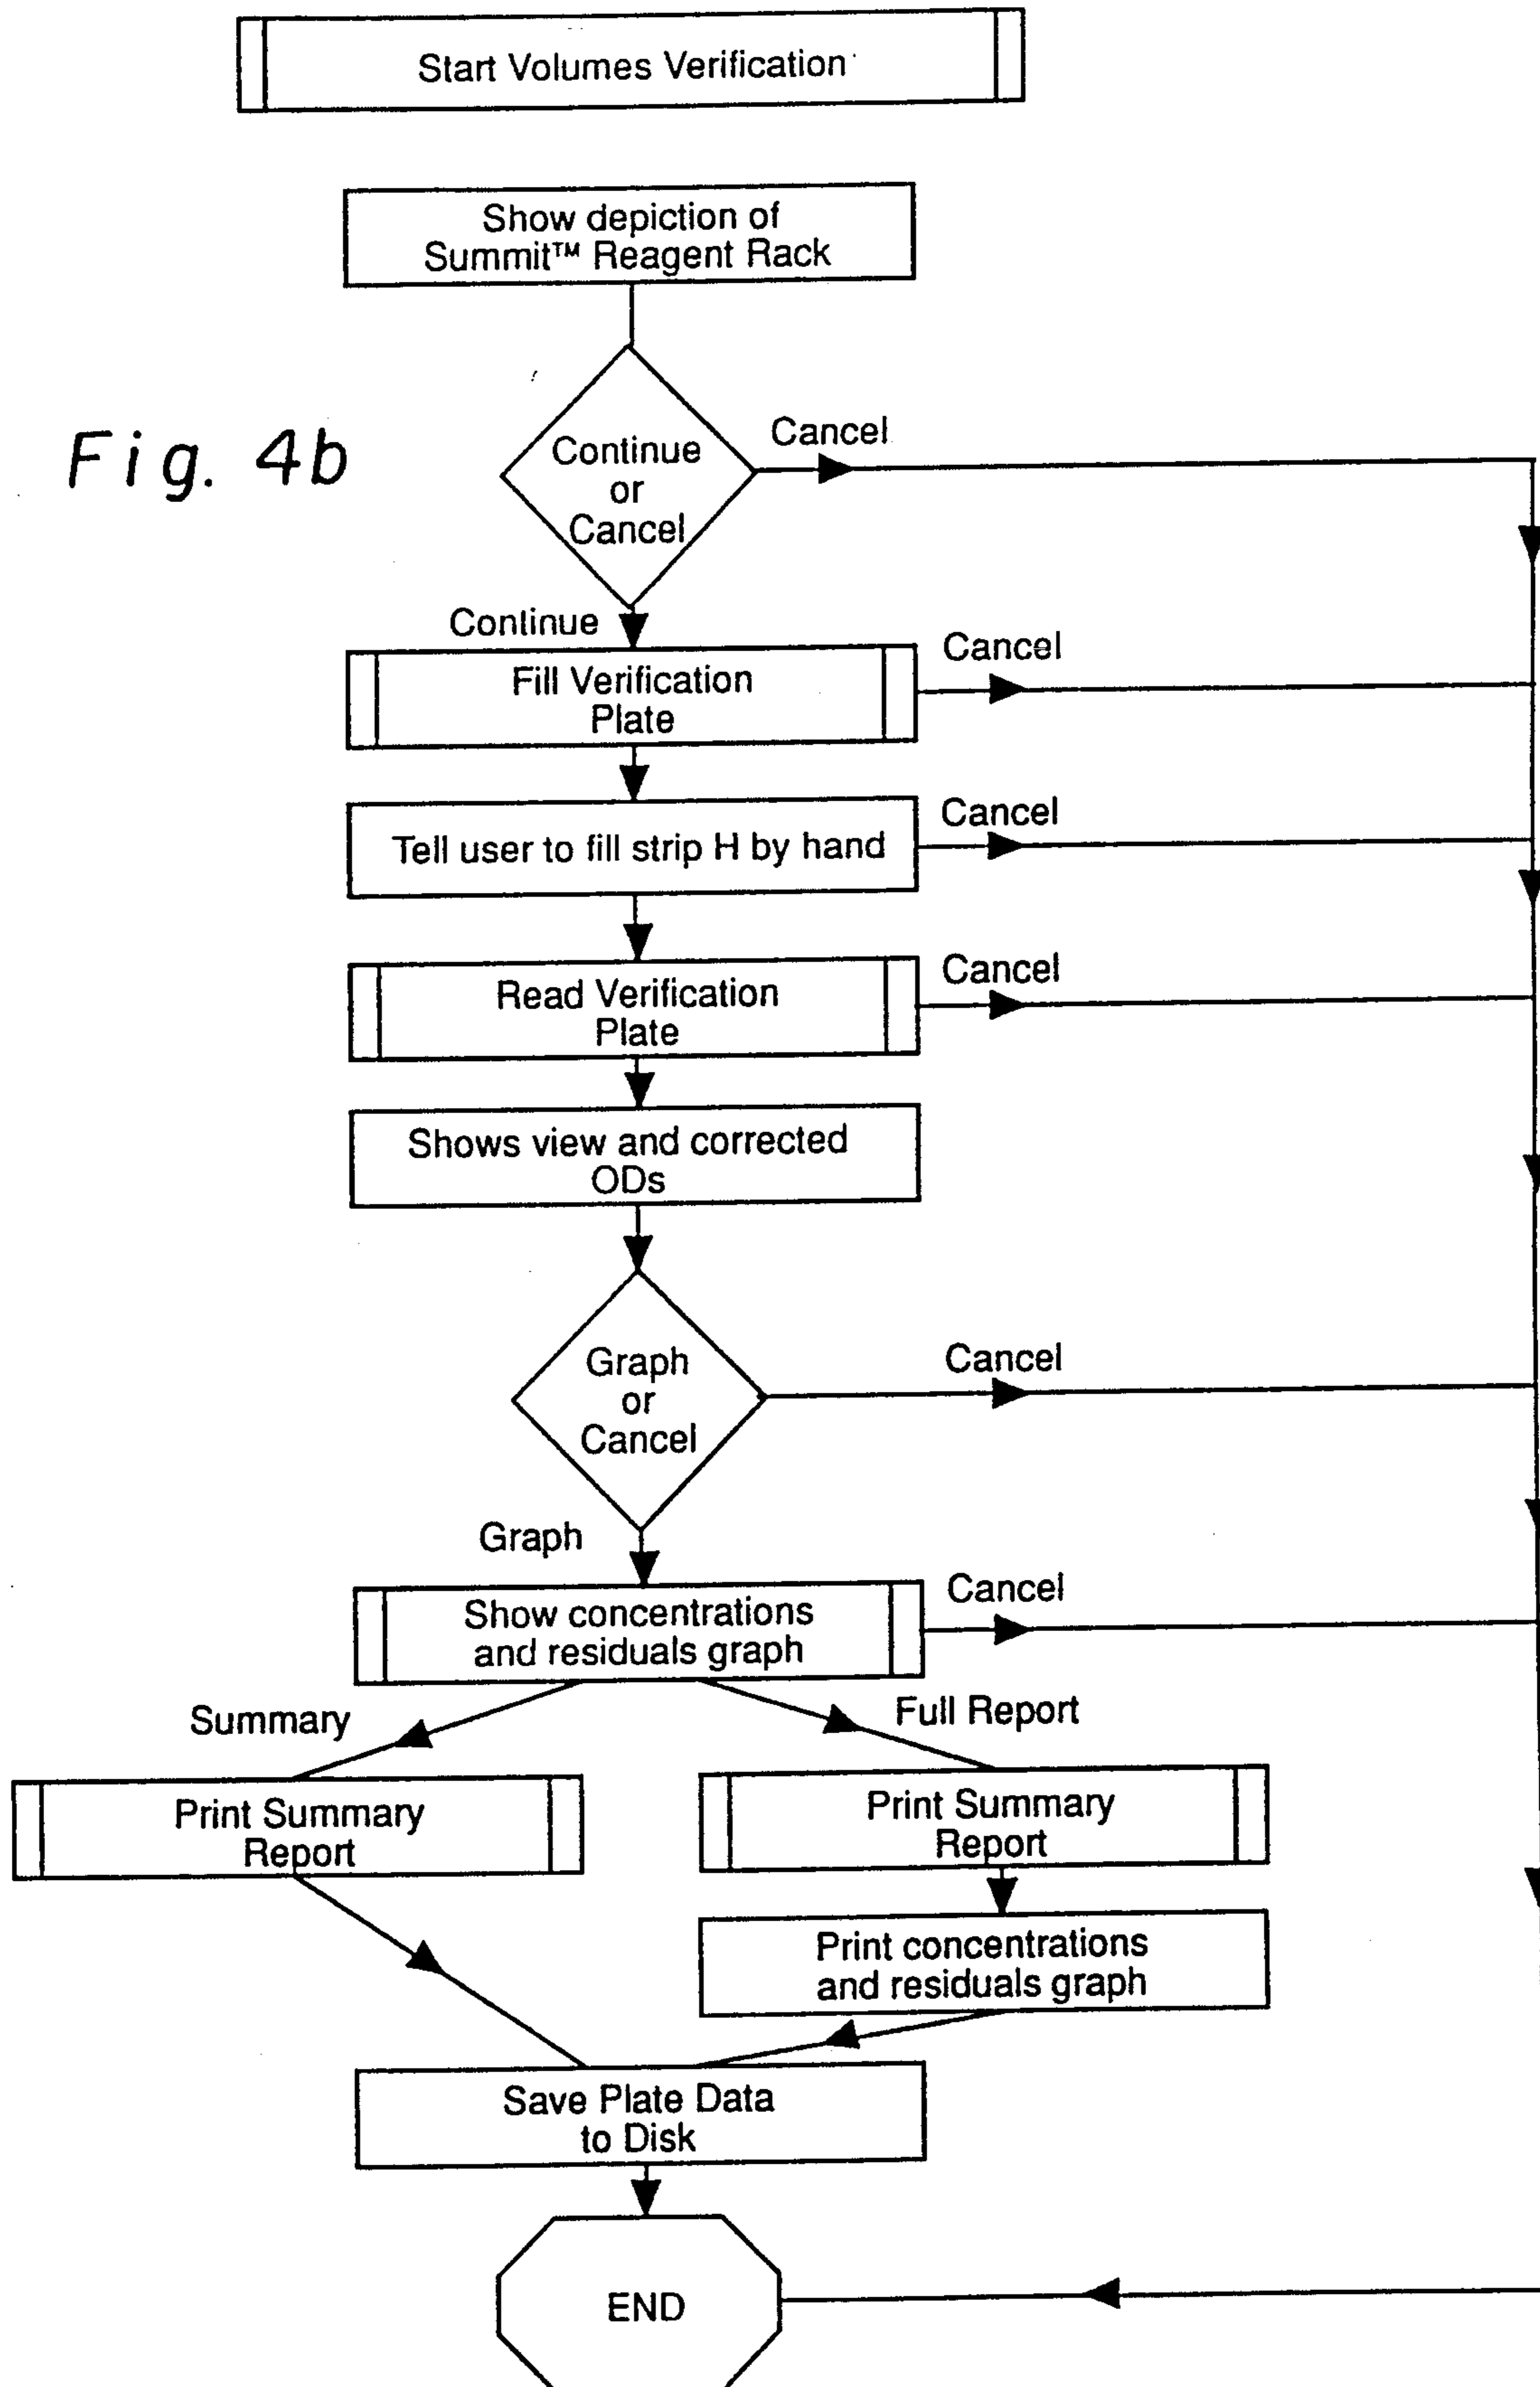 Start Volumes Verification
Show depiction of
Summit™ Reagent Rack
Fig. 4b
Continue
or
Cancel
Cancel
Continue
Fill Verification
Plate
Cancel
Tell user to fill strip H by hand
Cancel
Read Verification
Plate
Cancel
Shows view and corrected
ODs
Graph
or
Cancel
Cancel
Graph
Show concentrations
and residuals graph
Cancel
Summary
Full Report
Print Summary
Report
Print Summary
Report
Print concentrations
and residuals graph
Save Plate Data
to Disk
END